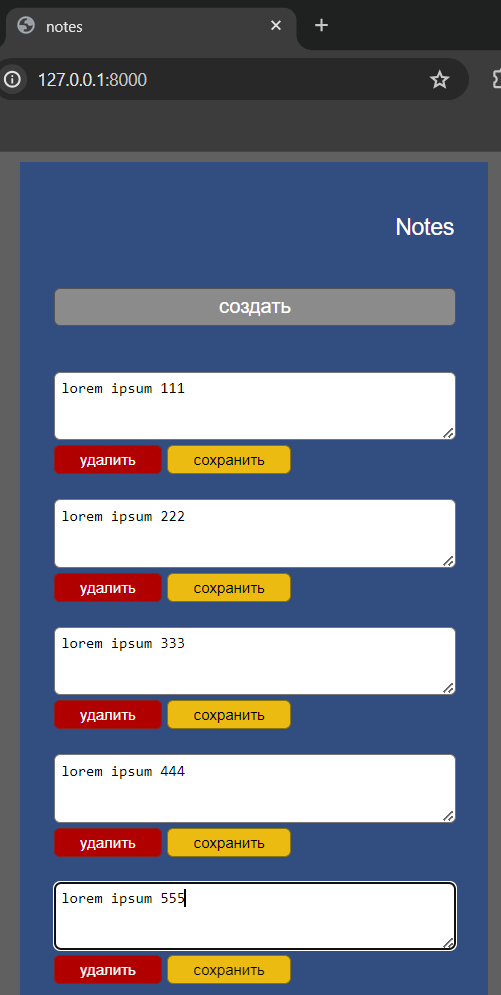 notes
127.0.0.1:8000
Notes
создать
lorem ipsum 111
удалить сохранить
lorem ipsum 222
удалить сохранить
lorem ipsum 333
удалить сохранить
lorem ipsum 444
удалить сохранить
lorem ipsum 555
удалить сохранить